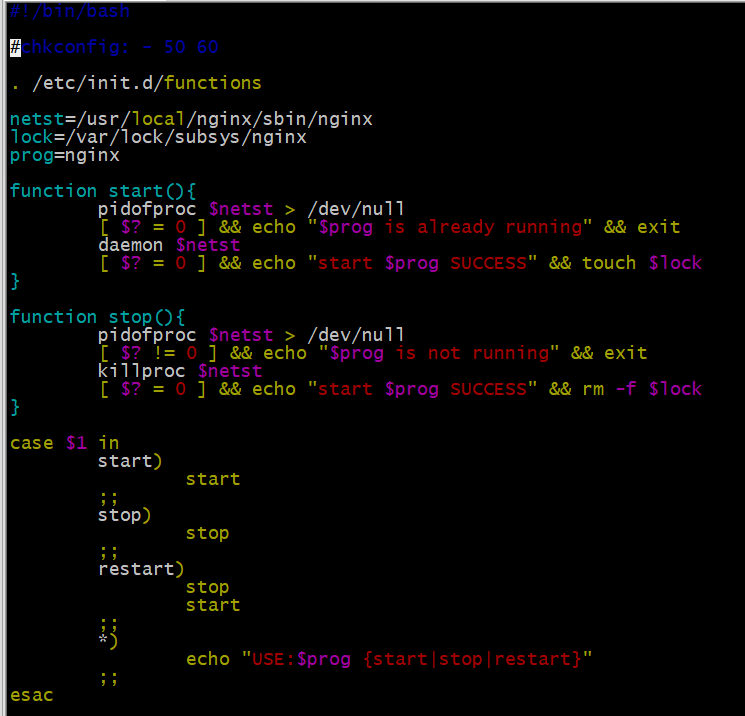 #!/bin/bash
#chkconfig: - 50 60
. /etc/init.d/functions
netst=/usr/local/nginx/sbin/nginx
lock=/var/lock/subsys/nginx
prog=nginx
function start(){
pidofproc $netst > /dev/null
[ $? = 0 ] && echo "$prog is already running" && exit
daemon $netst
[ $? = 0 ] && echo "start $prog SUCCESS" && touch $lock
}
function stop(){
pidofproc $netst > /dev/null
[ $? != 0 ] && echo "$prog is not running" && exit
killproc $netst
[ $? = 0 ] && echo "start $prog SUCCESS" && rm -f $lock
}
case $1 in
start)
start
;;
stop)
stop
;;
restart)
stop
start
;;
*)
echo "USE:$prog {start|stop|restart}"
;;
esac